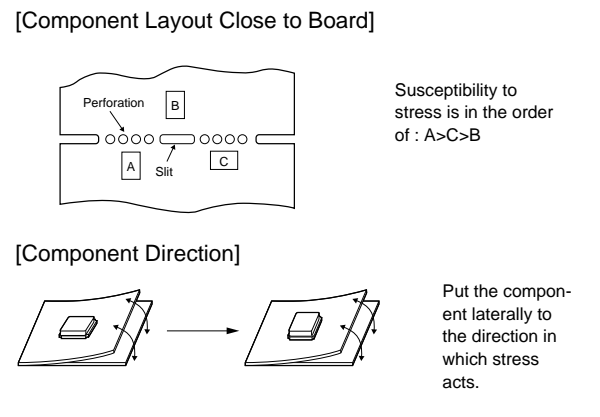 [Component Layout Close to Board]
Perforation
B
A
Slit
C
Susceptibility to
stress is in the order
of : A>C>B
[Component Direction]
Put the compon-
ent laterally to
the direction in
which stress
acts.